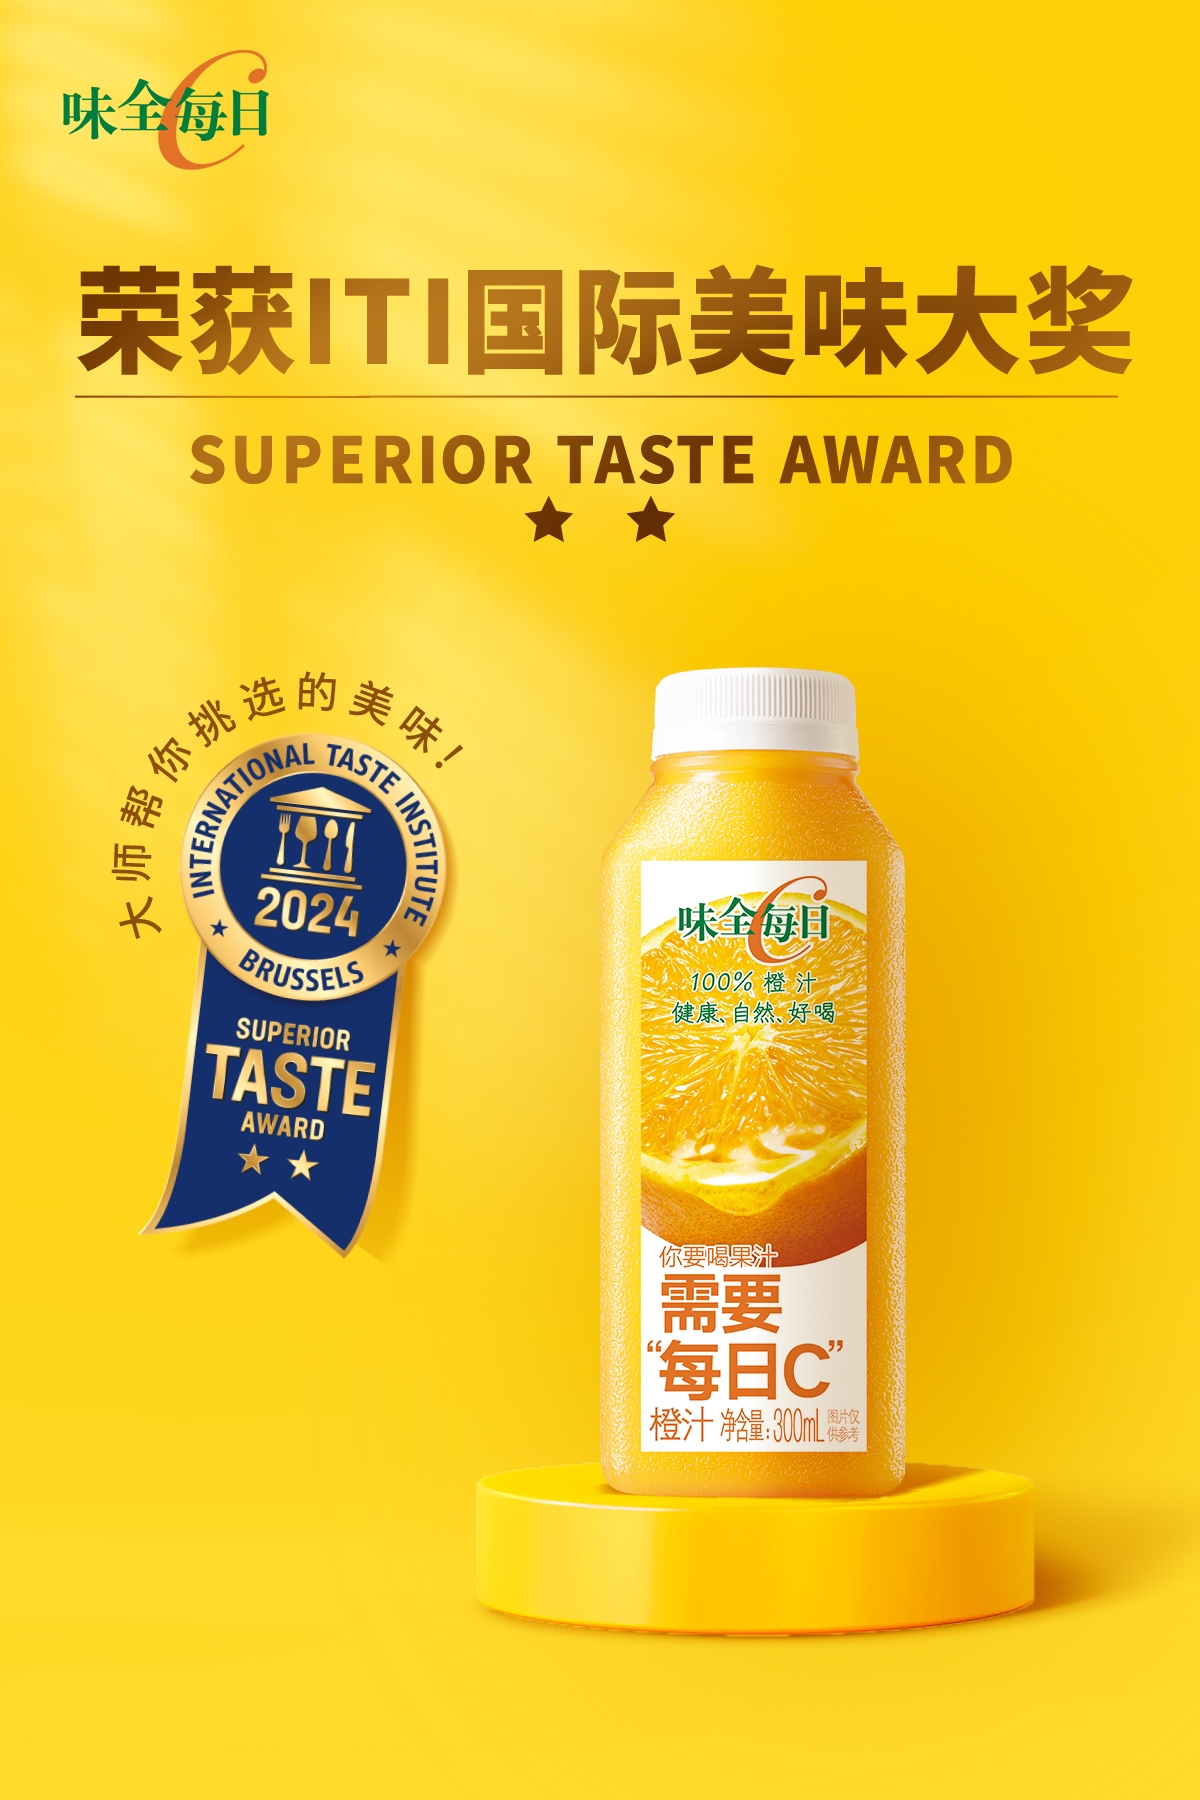 味全每日C
荣获ITI国际美味大奖
SUPERIOR TASTE AWARD
大师帮你挑选的美味!
INTERNATIONAL TASTE INSTITUTE
2024
BRUSSELS
SUPERIOR
TASTE
AWARD
味全每日C
100% 橙汁
健康、自然、好喝
你要喝果汁
需要
“每日C”
橙汁 净含量:300mL 图片仅
供参考